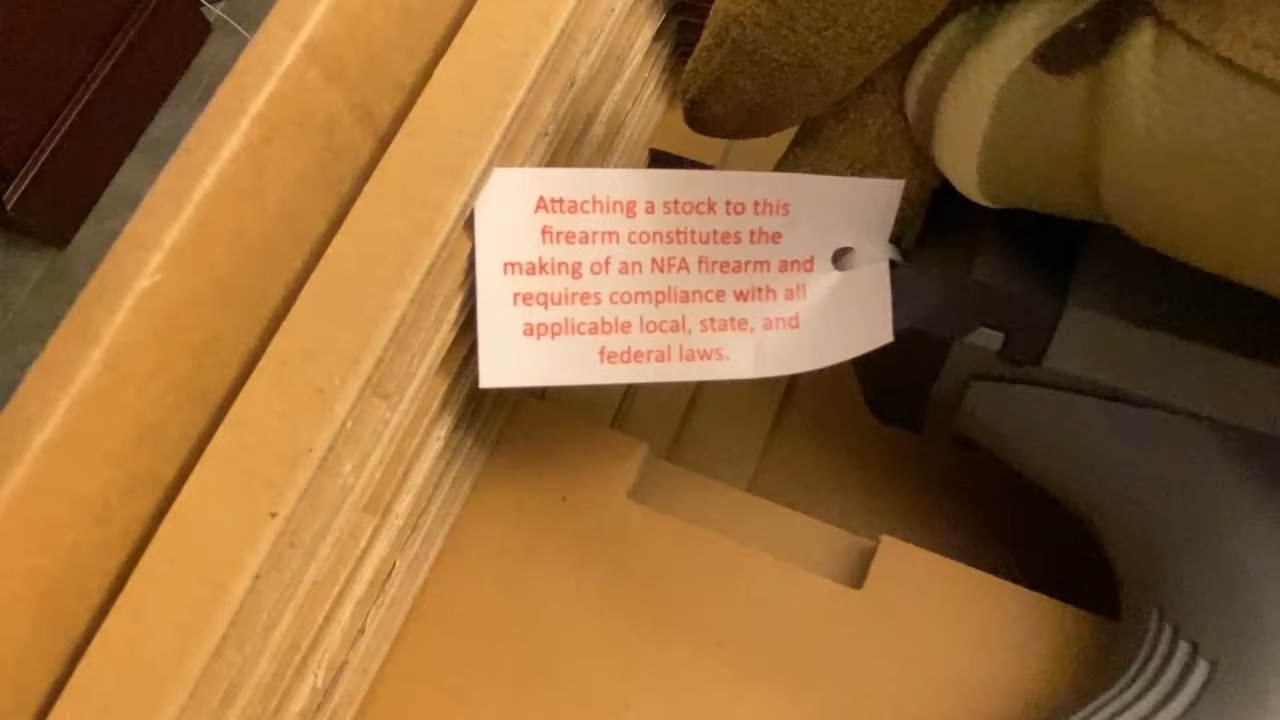 Attaching a stock to this
firearm constitutes the
making of an NFA firearm and
requires compliance with all
applicable local, state, and
federal laws.